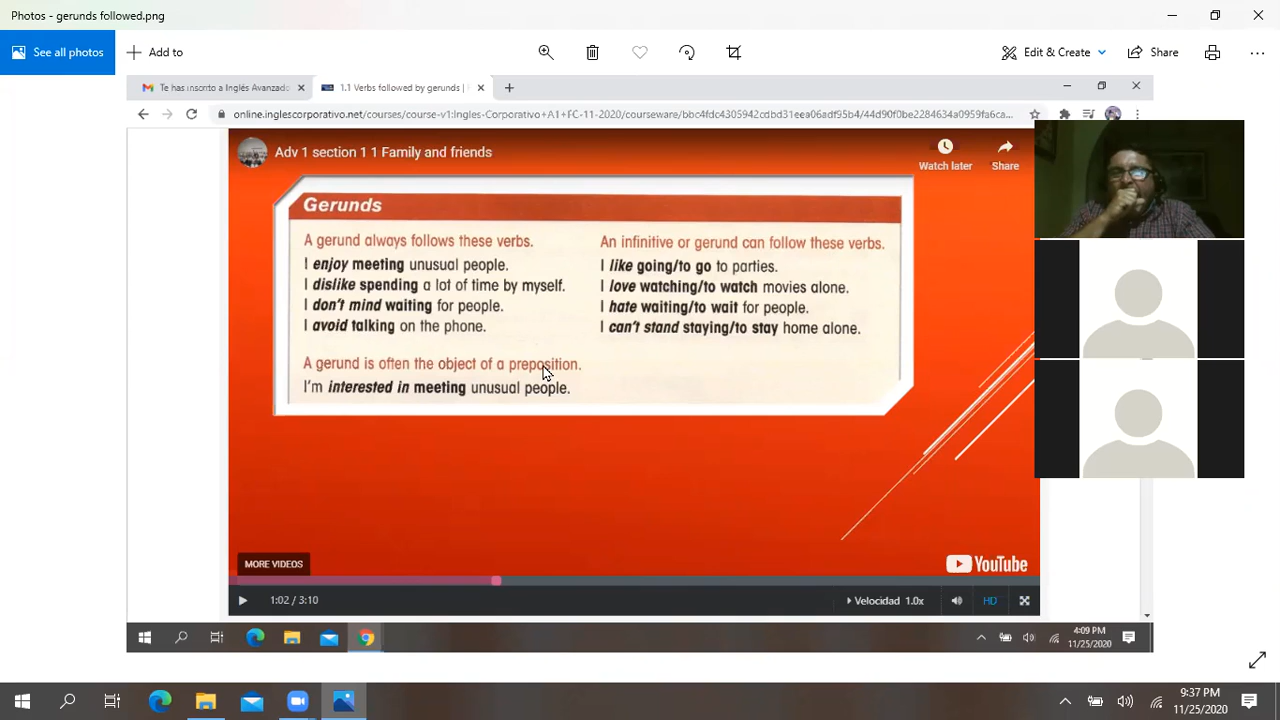 Photos - gerunds followed.png
See all photos
Add to
Edit & Create
Share
Te has inscrito a Inglés Avanzado
1.1 Verbs followed by gerunds |
online.inglescorporativo.net/courses/course-v1:Ingles-Corporativo+A1+FC-11-2020/courseware/bbc4fdc4305942cdbd31eea06adf95b4/44d90f0be2284634a0959fa6ca...
Adv 1 section 1 1 Family and friends
Watch later
Share
Gerunds
A gerund always follows these verbs.
I enjoy meeting unusual people.
I dislike spending a lot of time by myself.
I don't mind waiting for people.
I avoid talking on the phone.
A gerund is often the object of a preposition.
I'm interested in meeting unusual people.
An infinitive or gerund can follow these verbs.
I like going/to go to parties.
I love watching/to watch movies alone.
I hate waiting/to wait for people.
I can't stand staying/to stay home alone.
MORE VIDEOS
YouTube
1:02 / 3:10
Velocidad 1.0x
HD
4:09 PM
11/25/2020
9:37 PM
11/25/2020